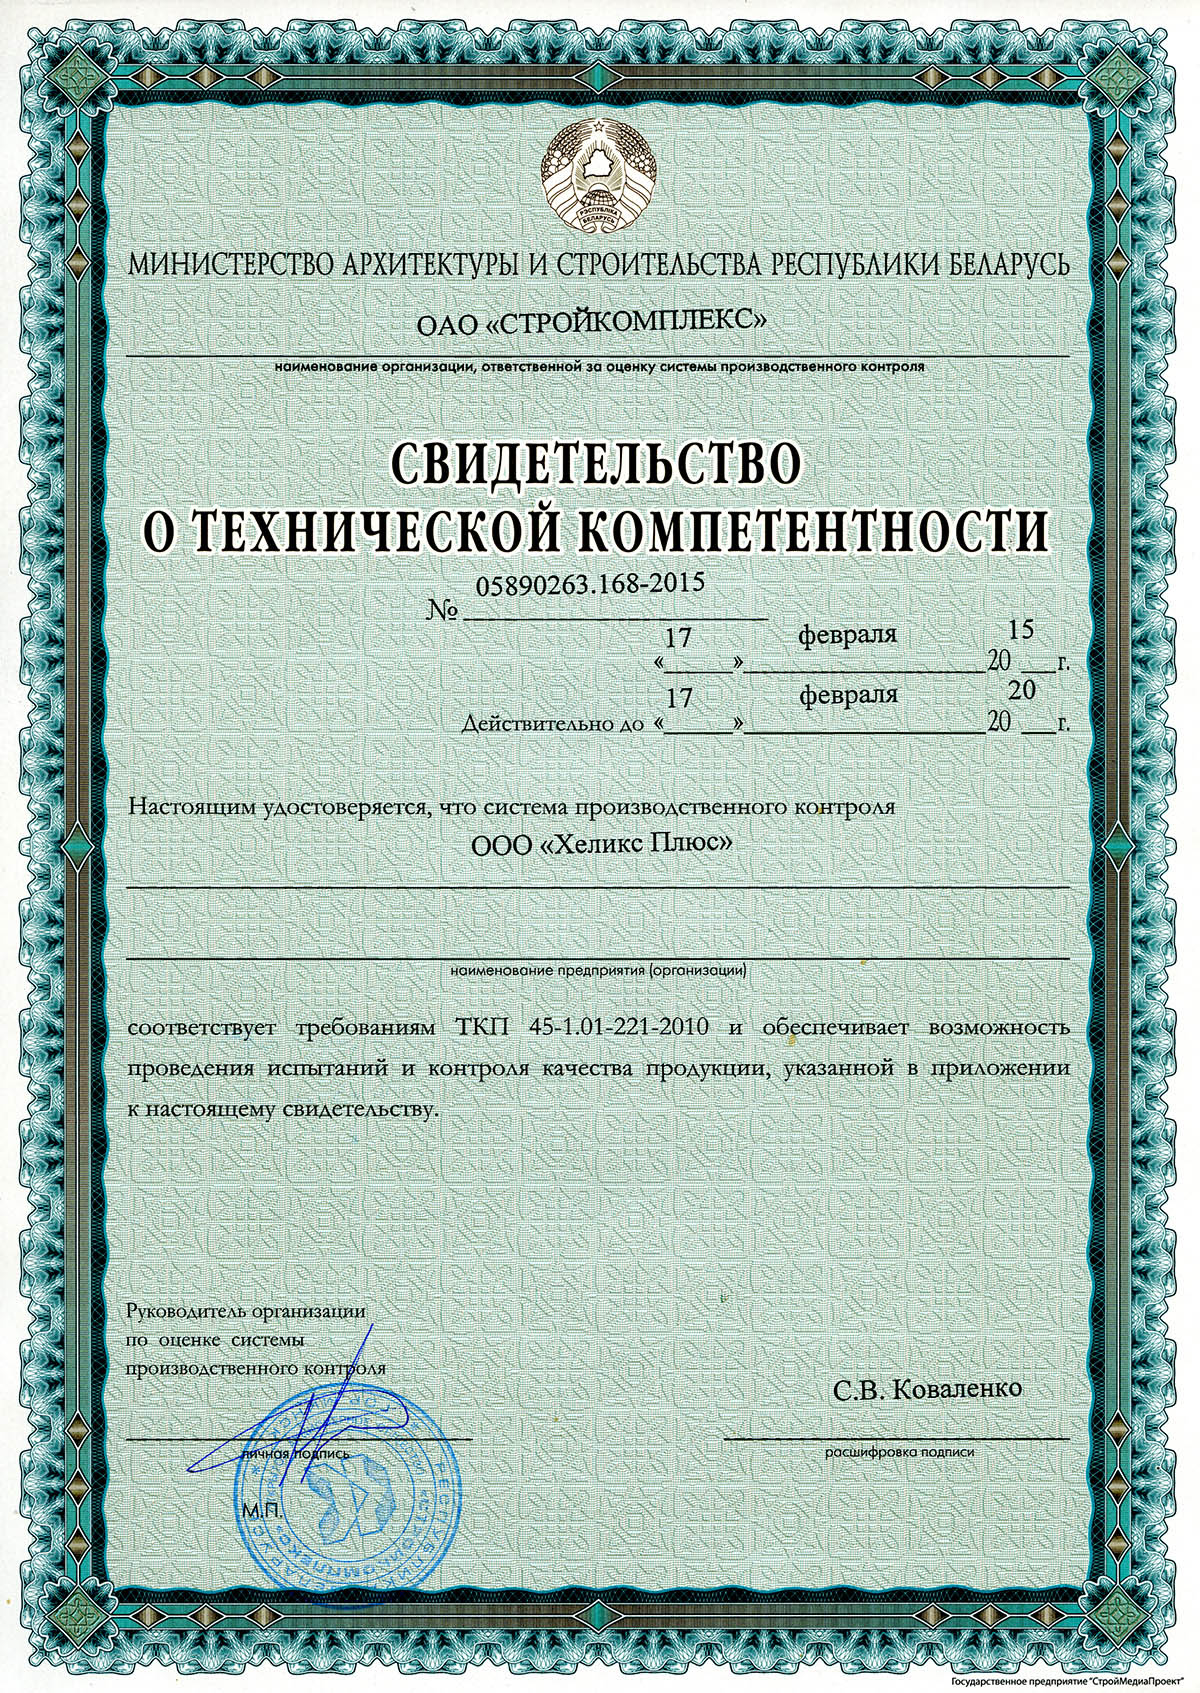 РЭСПУБЛІКА
БЕЛАРУСЬ
МИНИСТЕРСТВО АРХИТЕКТУРЫ И СТРОИТЕЛЬСТВА РЕСПУБЛИКИ БЕЛАРУСЬ
ОАО «СТРОЙКОМПЛЕКС»
наименование организации, ответственной за оценку системы производственного контроля
СВИДЕТЕЛЬСТВО
О ТЕХНИЧЕСКОЙ КОМПЕТЕНТНОСТИ
№ 05890263.168-2015
«17» февраля 2015 г.
Действительно до «17» февраля 2020 г.
Настоящим удостоверяется, что система производственного контроля
ООО «Хеликс Плюс»
наименование предприятия (организации)
соответствует требованиям ТКП 45-1.01-221-2010 и обеспечивает возможность
проведения испытаний и контроля качества продукции, указанной в приложении
к настоящему свидетельству.
Руководитель организации
по оценке системы
производственного контроля
С.В. Коваленко
личная подпись
расшифровка подписи
М.П.
«СТРОЙКОМПЛЕКС»
Государственное предприятие "СтройМедиаПроект"